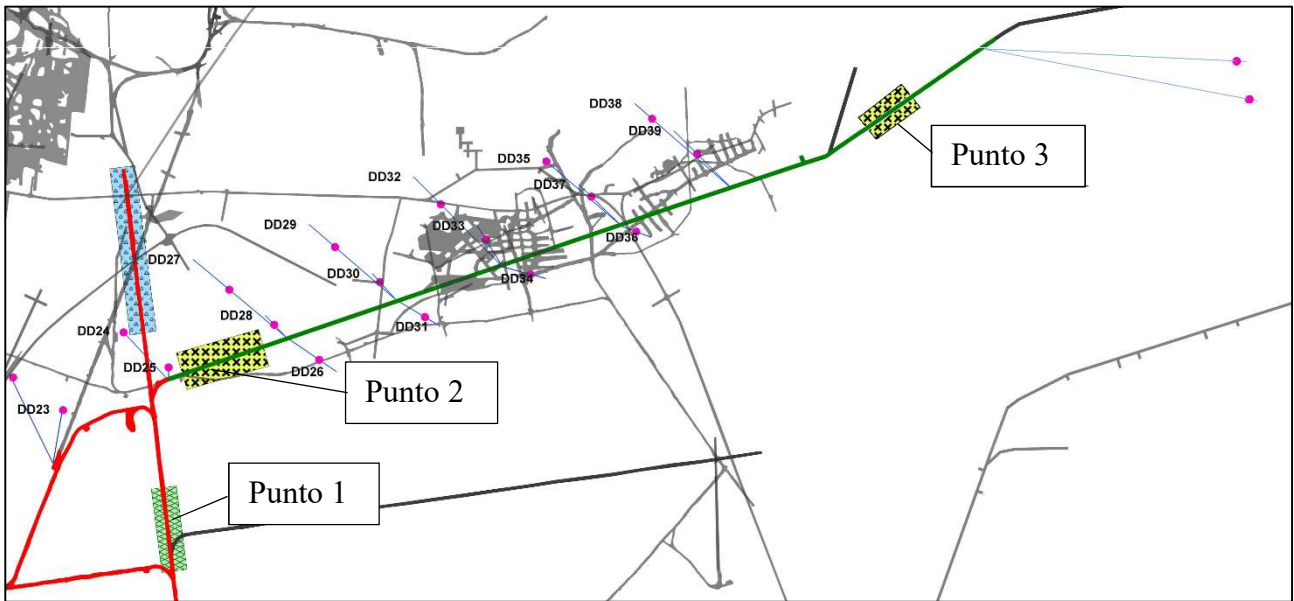 DD38
DD39
DD35
Punto 3
DD32
DD37
DD29
DD33
DD36
DD27
DD30
DD34
DD24
DD28
DD31
DD25
DD26
Punto 2
DD23
Punto 1